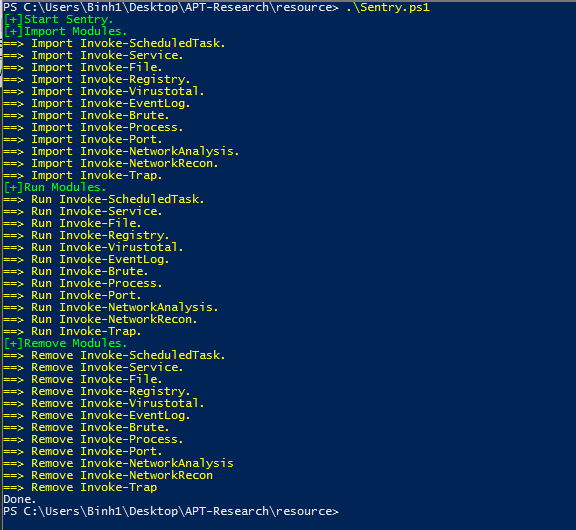 PS C:\Users\Binh1\Desktop\APT-Research\resource> .\Sentry.ps1
[+]Start Sentry.
[+]Import Modules.
==> Import Invoke-ScheduledTask.
==> Import Invoke-Service.
==> Import Invoke-File.
==> Import Invoke-Registry.
==> Import Invoke-Virustotal.
==> Import Invoke-EventLog.
==> Import Invoke-Brute.
==> Import Invoke-Process.
==> Import Invoke-Port.
==> Import Invoke-NetworkAnalysis.
==> Import Invoke-NetworkRecon.
==> Import Invoke-Trap.
[+]Run Modules.
==> Run Invoke-ScheduledTask.
==> Run Invoke-Service.
==> Run Invoke-File.
==> Run Invoke-Registry.
==> Run Invoke-Virustotal.
==> Run Invoke-EventLog.
==> Run Invoke-Brute.
==> Run Invoke-Process.
==> Run Invoke-Port.
==> Run Invoke-NetworkAnalysis.
==> Run Invoke-NetworkRecon.
==> Run Invoke-Trap.
[+]Remove Modules.
==> Remove Invoke-ScheduledTask.
==> Remove Invoke-Service.
==> Remove Invoke-File.
==> Remove Invoke-Registry.
==> Remove Invoke-Virustotal.
==> Remove Invoke-EventLog.
==> Remove Invoke-Brute.
==> Remove Invoke-Process.
==> Remove Invoke-Port.
==> Remove Invoke-NetworkAnalysis
==> Remove Invoke-NetworkRecon
==> Remove Invoke-Trap
Done.
PS C:\Users\Binh1\Desktop\APT-Research\resource>